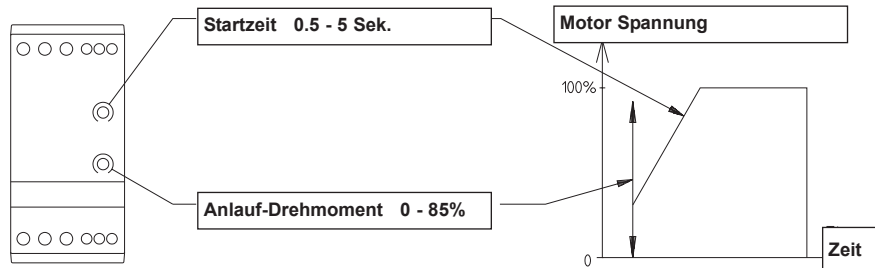 Startzeit 0.5 - 5 Sek.
Motor Spannung
100%
Anlauf-Drehmoment 0 - 85%
0
Zeit